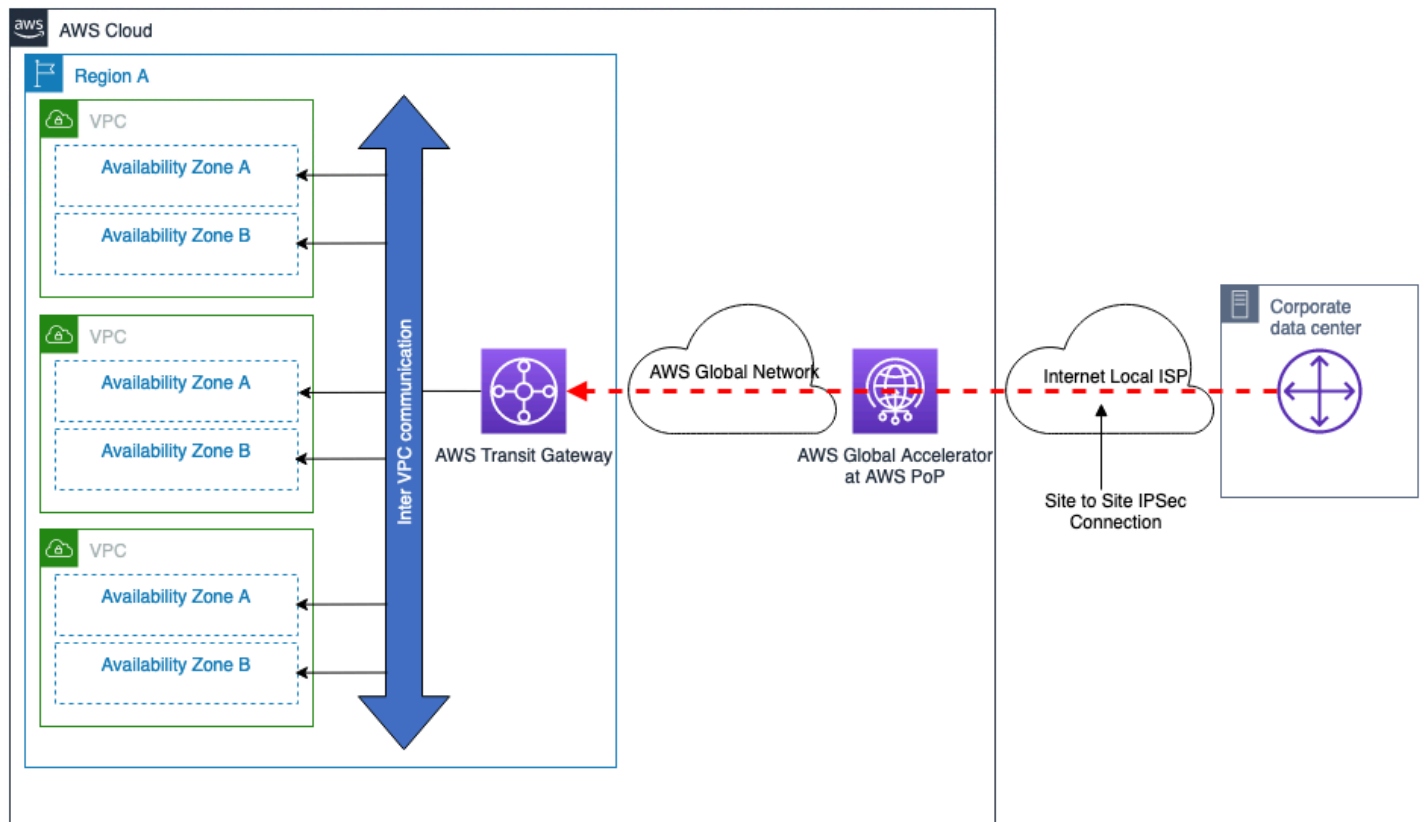 aws
AWS Cloud
Region A
VPC
Availability Zone A
Availability Zone B
VPC
Availability Zone A
Availability Zone B
VPC
Availability Zone A
Availability Zone B
Inter VPC communication
AWS Transit Gateway
AWS Global Network
AWS Global Accelerator
at AWS PoP
Internet Local ISP
Site to Site IPSec
Connection
Corporate
data center